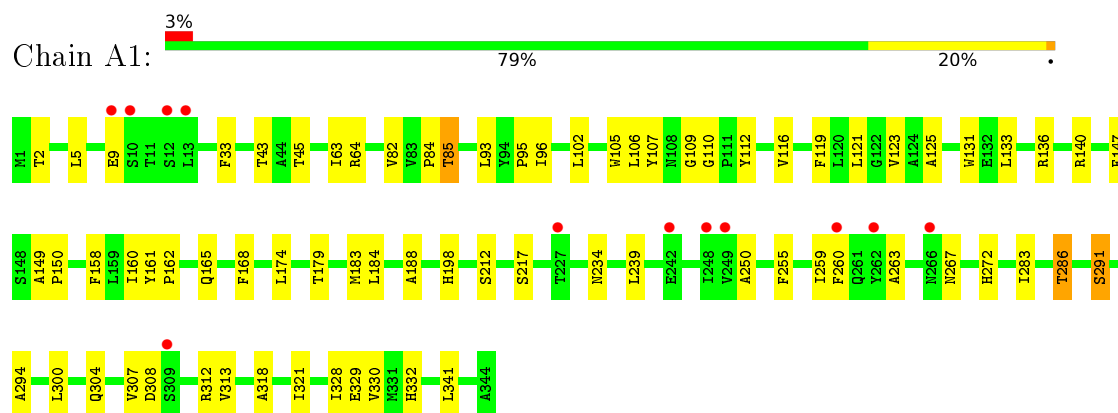 3%
Chain A1:
79% 20% •
M1 T2 L5 E9 S10 T11 S12 L13 F33 T43 A44 T45 I63 R64 V82 V83 P84 T85 L93 N94 P95 I96 L102 W105 L106 F107 N108 G109 G110 P111 Y112 V116 F119 L120 L121 G122 V123 A124 A125 W131 E132 L133 R136 R140
S148 A149 P150 F158 L159 I160 Y161 P162 Q165 F168 L174 T179 M183 L184 A188 H198 S212 S217 T227 N234 L239 E242 I248 V249 A250 F255 I259 F260 Q261 Y262 A263 N266 N267 H272 I283 T286 S291
A294 L300 Q304 V307 D308 S309 R312 V313 A318 I321 I328 E329 V330 M331 H332 L341 A344